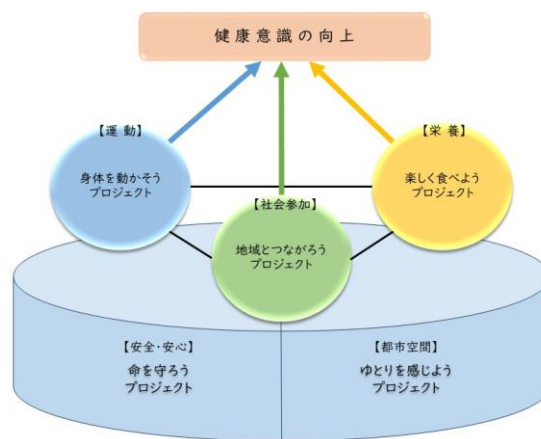 健康意識の向上
【運 動】
身体を動かそう
プロジェクト
【栄 養】
楽しく食べよう
プロジェクト
【社会参加】
地域とつながろう
プロジェクト
【安全・安心】
命を守ろう
プロジェクト
【都市空間】
ゆとりを感じよう
プロジェクト